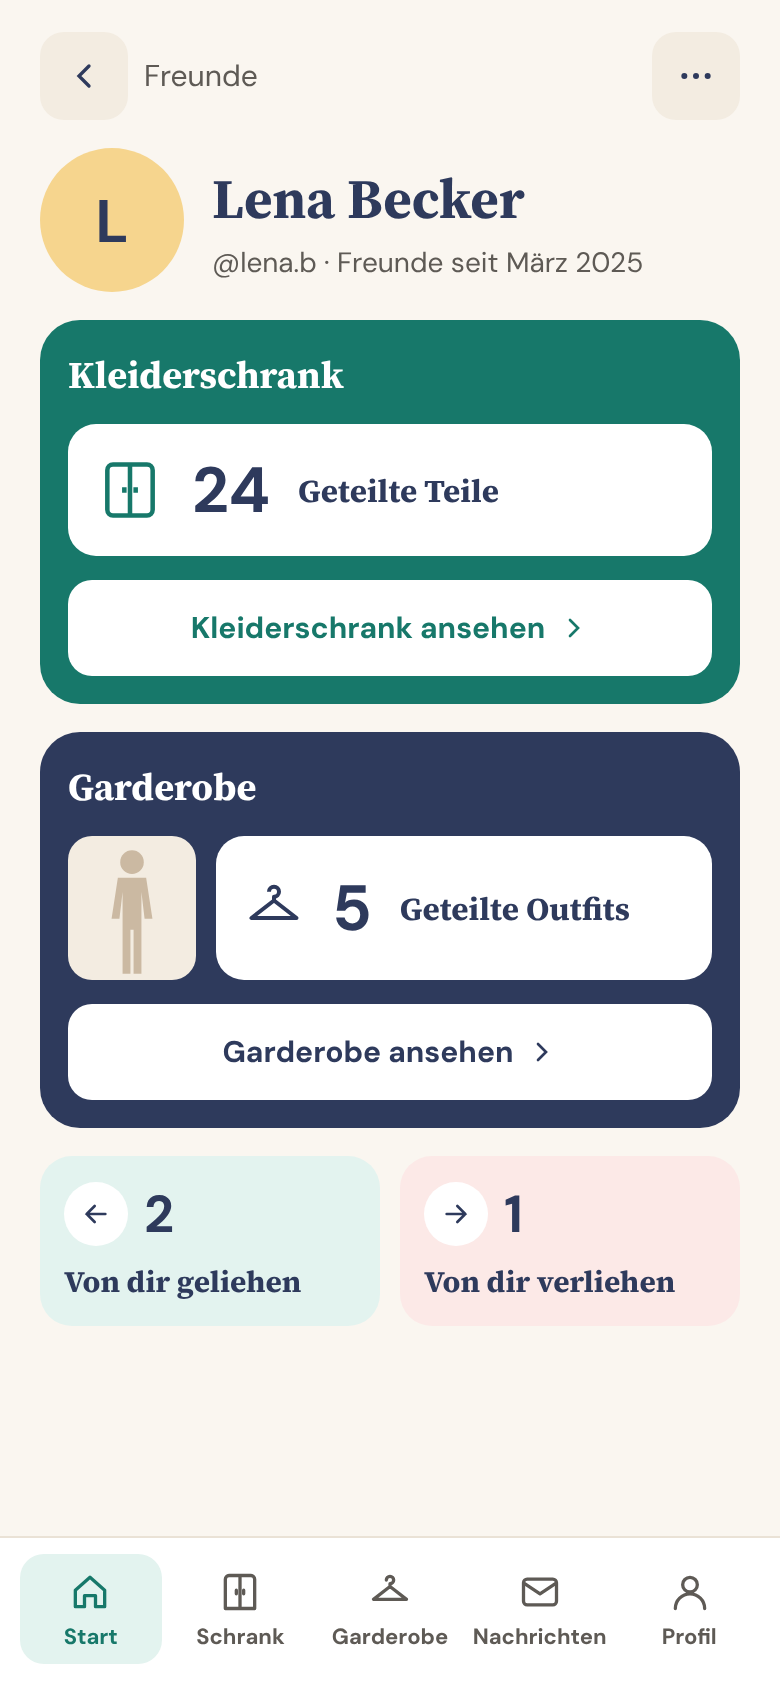 Freunde
L
Lena Becker
@lena.b · Freunde seit März 2025
Kleiderschrank
24 Geteilte Teile
Kleiderschrank ansehen
Garderobe
5 Geteilte Outfits
Garderobe ansehen
2
Von dir geliehen
1
Von dir verliehen
Start
Schrank
Garderobe
Nachrichten
Profil